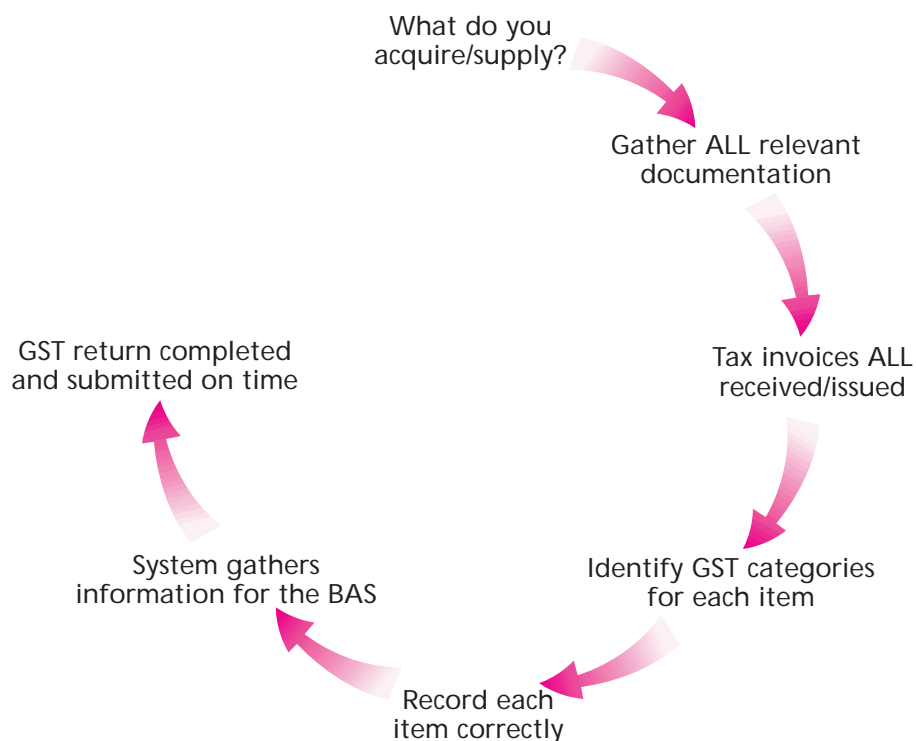 What do you
acquire/supply?
Gather ALL relevant
documentation
Tax invoices ALL
received/issued
Identify GST categories
for each item
Record each
item correctly
System gathers
information for the BAS
GST return completed
and submitted on time